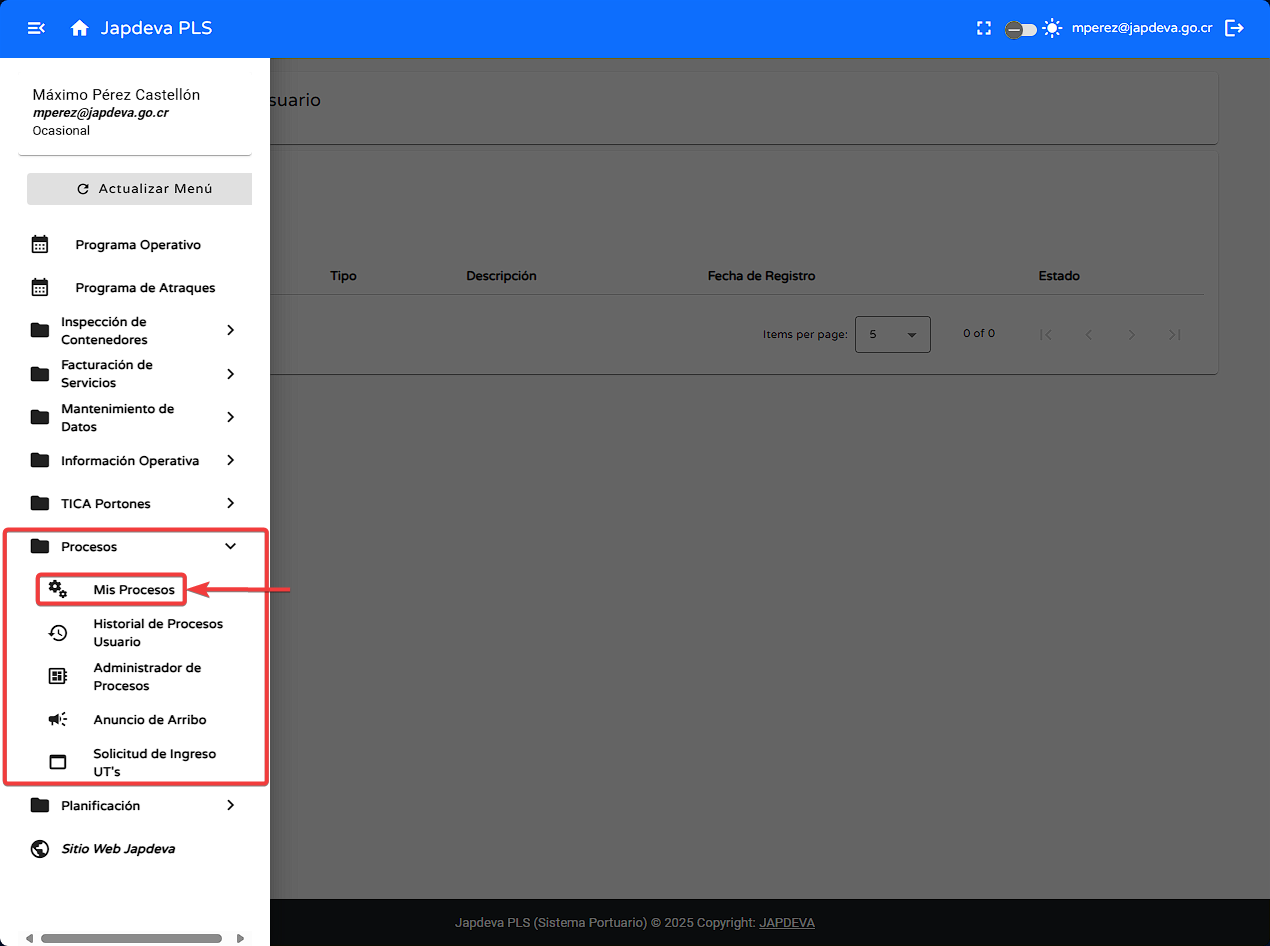 Japdeva PLS
mperez@japdeva.go.cr
Máximo Pérez Castellón
mperez@japdeva.go.cr
Ocasional
Actualizar Menú
Programa Operativo
Programa de Atraques
Inspección de
Contenedores
Facturación de
Servicios
Mantenimiento de
Datos
Información Operativa
TICA Portones
Procesos
Mis Procesos
Historial de Procesos
Usuario
Administrador de
Procesos
Anuncio de Arribo
Solicitud de Ingreso
UT's
Planificación
Sitio Web Japdeva
suario
Tipo Descripción Fecha de Registro Estado
Items per page: 5 0 of 0
Japdeva PLS (Sistema Portuario) © 2025 Copyright: JAPDEVA